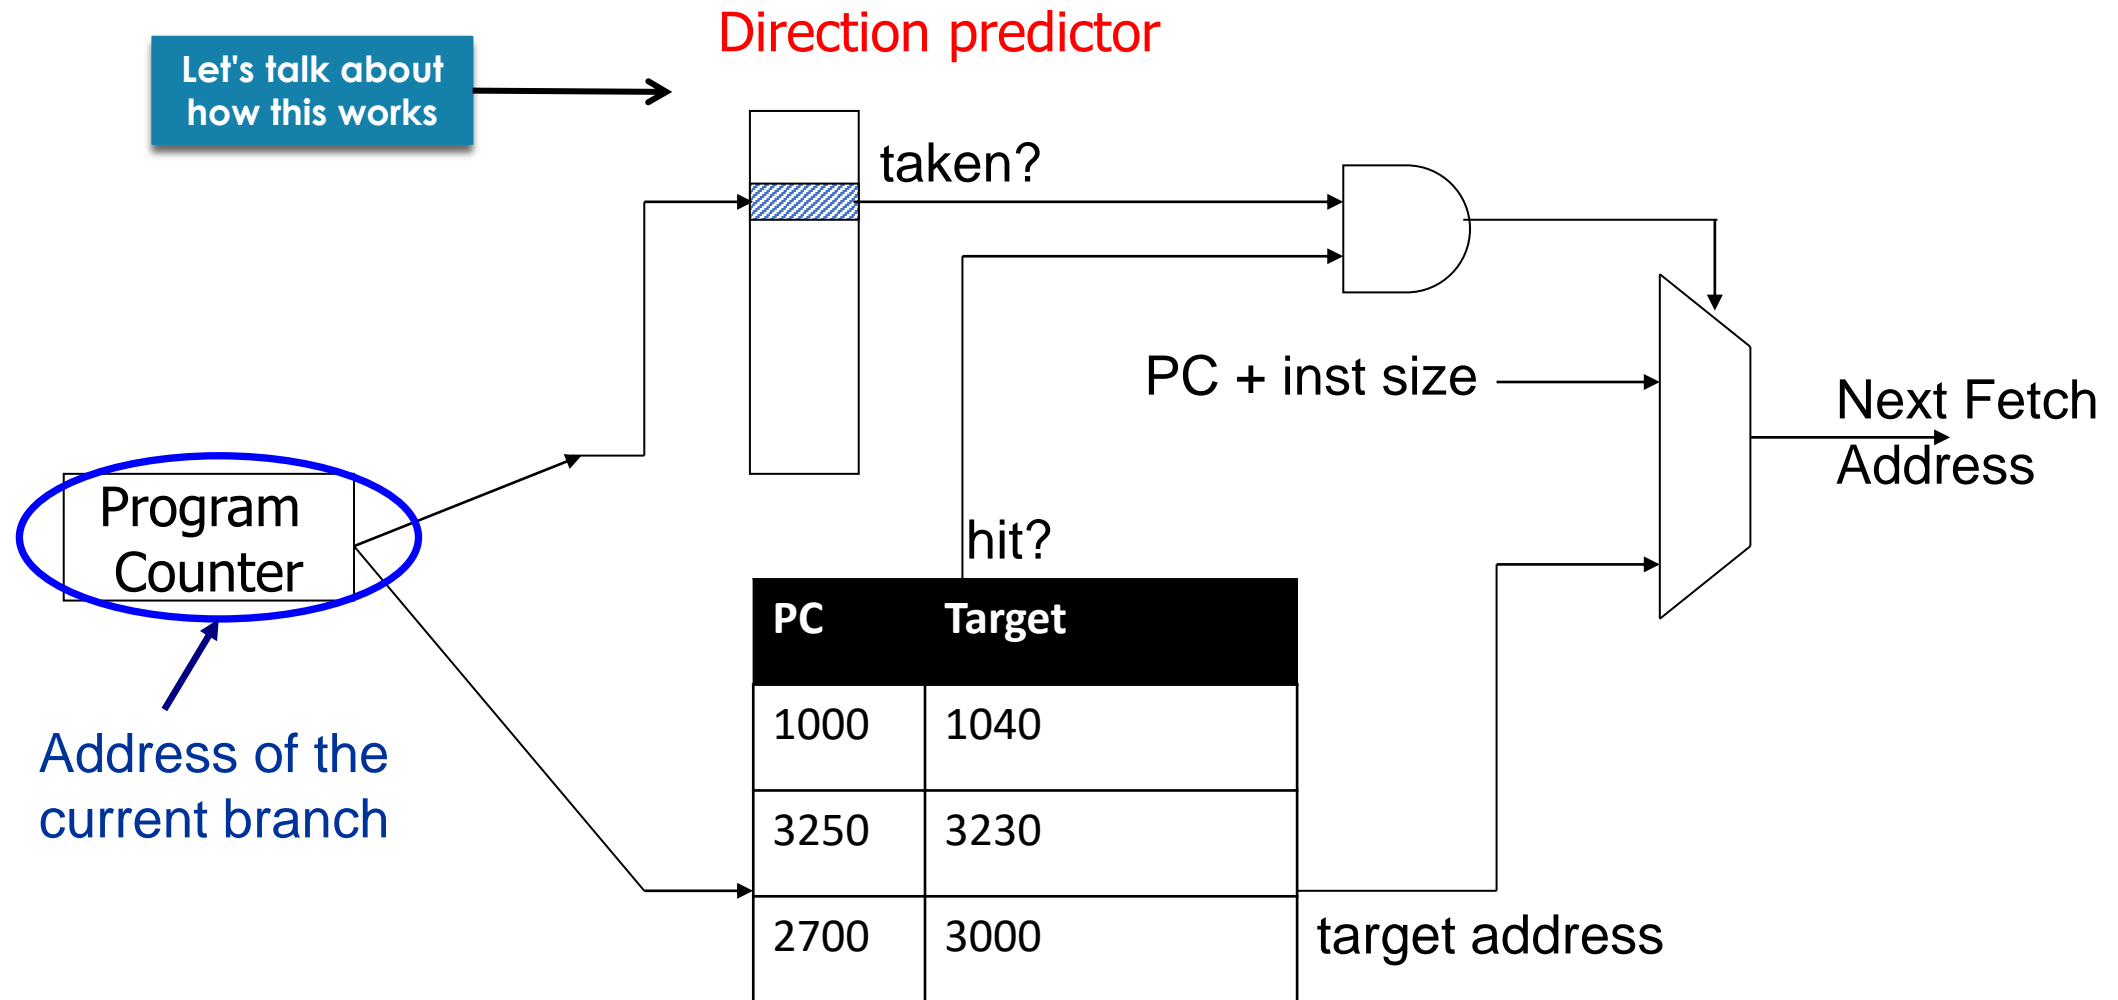 Direction predictor
Let's talk about
how this works
taken?
PC + inst size
Next Fetch
Address
Program
Counter
hit?
PC Target
1000 1040
3250 3230
2700 3000
Address of the
current branch
target address